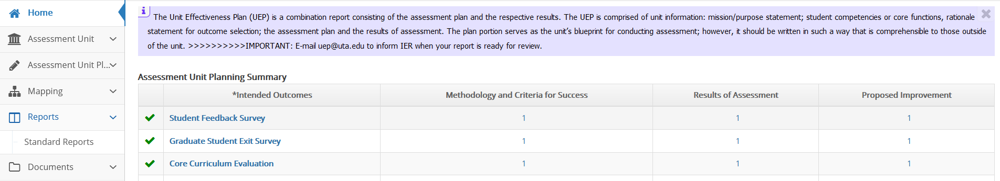 Home
Assessment Unit
Assessment Unit Pl...
Mapping
Reports
Standard Reports
Documents
i
The Unit Effectiveness Plan (UEP) is a combination report consisting of the assessment plan and the respective results. The UEP is comprised of unit information: mission/purpose statement; student competencies or core functions, rationale
statement for outcome selection; the assessment plan and the results of assessment. The plan portion serves as the unit’s blueprint for conducting assessment; however, it should be written in such a way that is comprehensible to those outside
of the unit. >>>>>>>>>>IMPORTANT: E-mail uep@uta.edu to inform IER when your report is ready for review.
Assessment Unit Planning Summary
*Intended Outcomes Methodology and Criteria for Success Results of Assessment Proposed Improvement
Student Feedback Survey 1 1 1
Graduate Student Exit Survey 1 1 1
Core Curriculum Evaluation 1 1 1